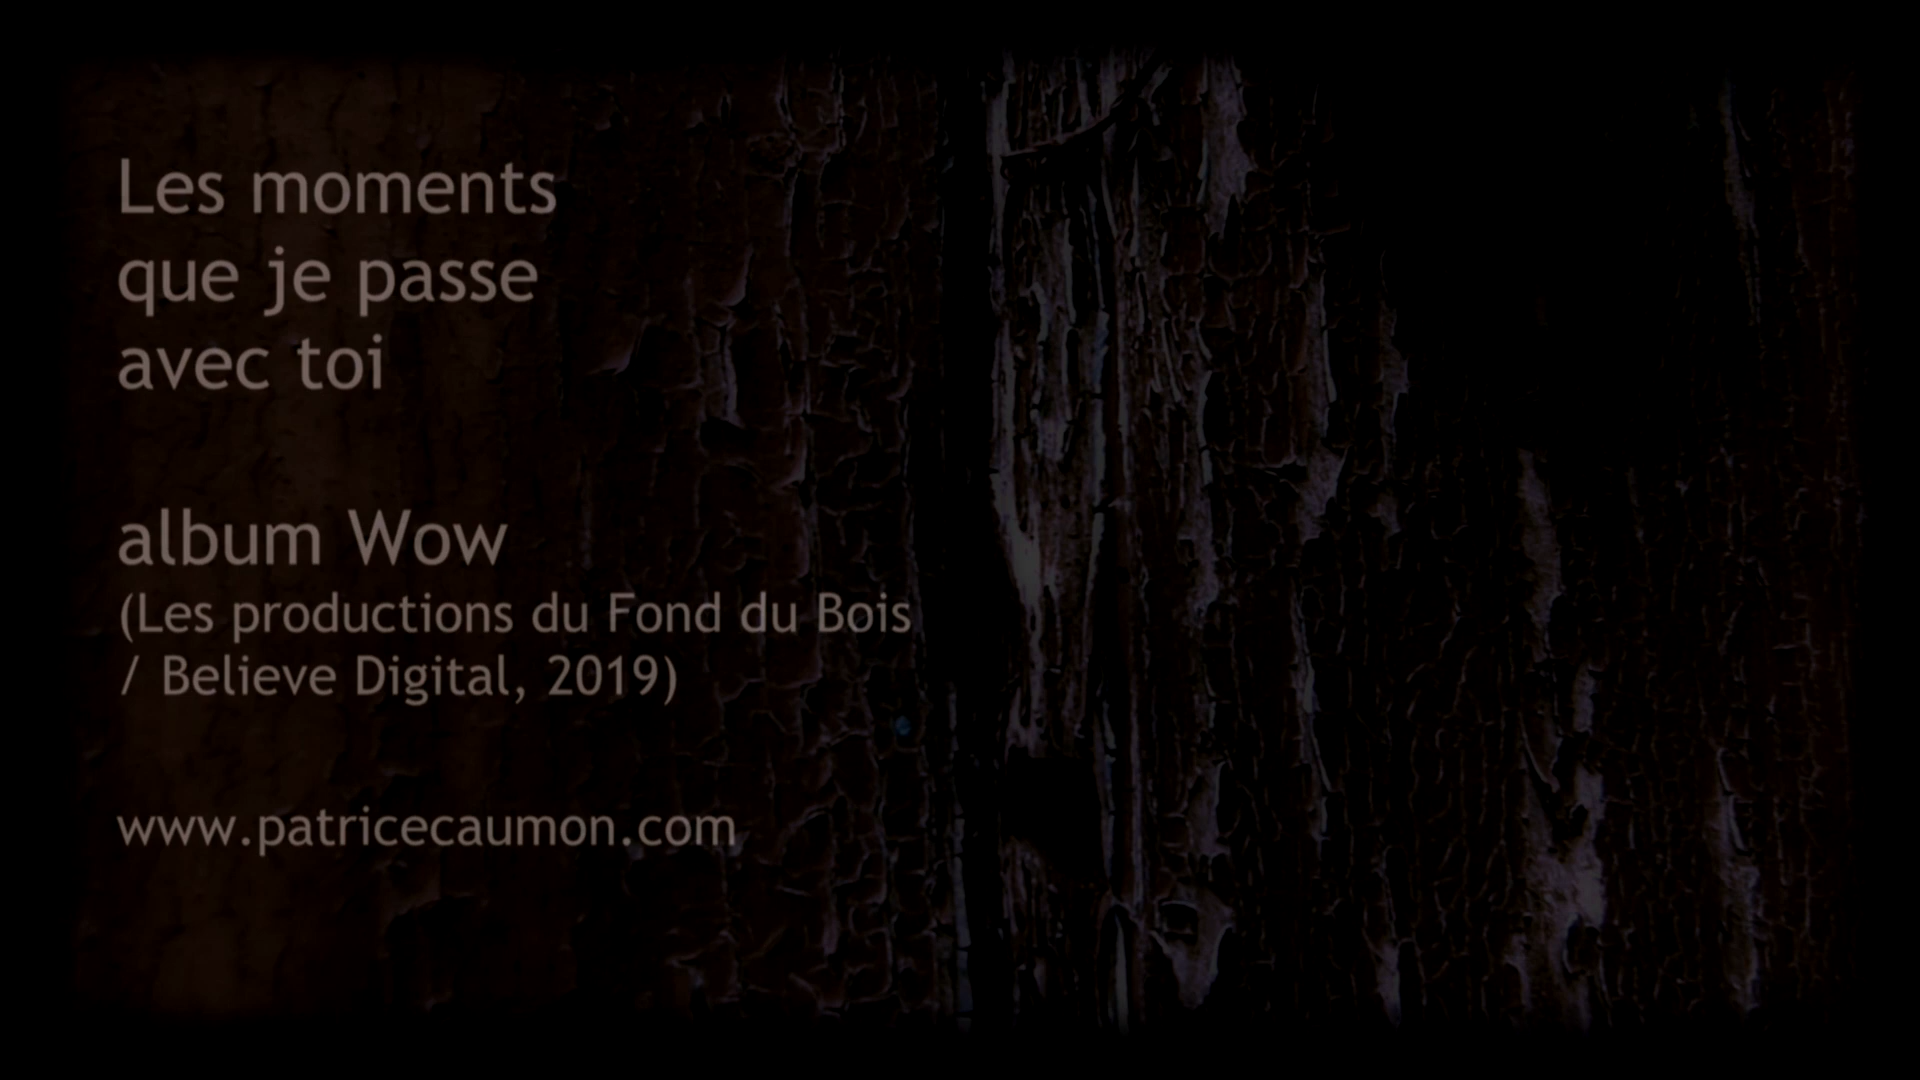 Les moments
que je passe
avec toi
album Wow
(Les productions du Fond du Bois
/ Believe Digital, 2019)
www.patricecaumon.com